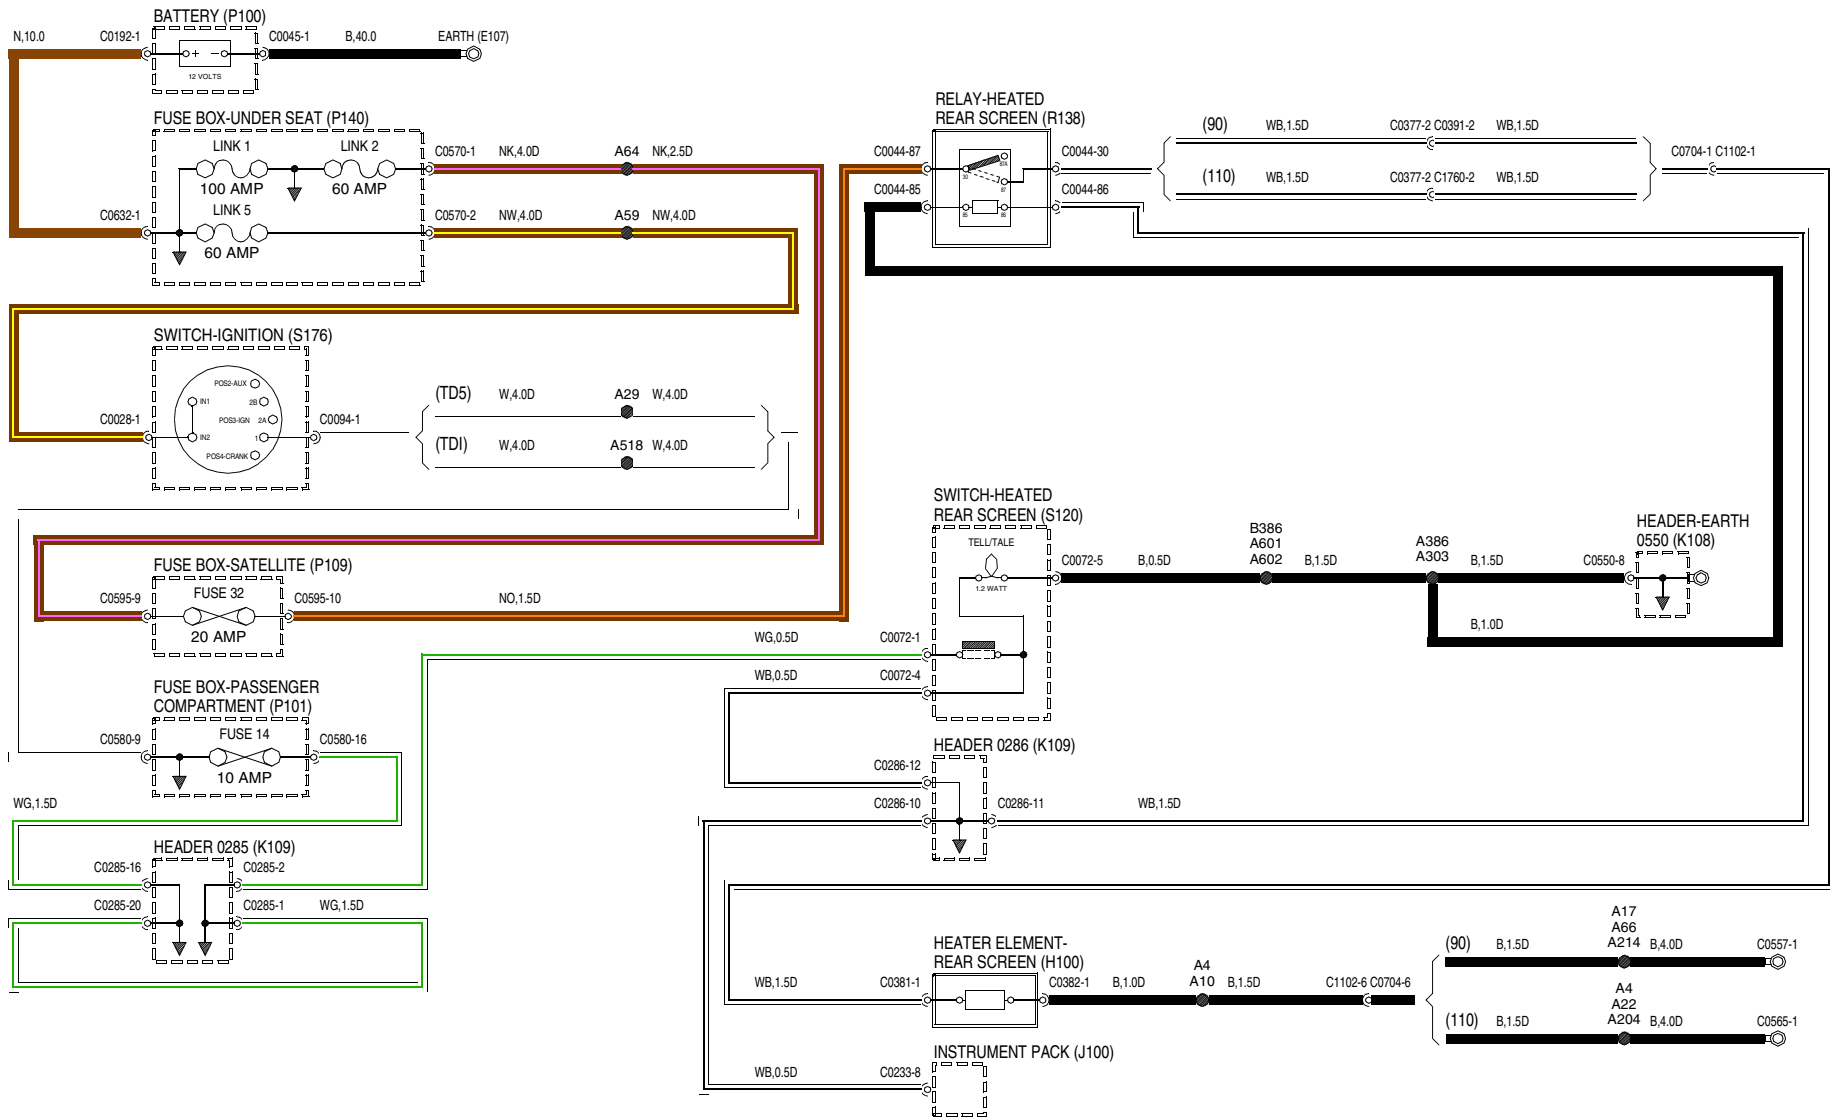 BATTERY (P100)
N,10.0 C0192-1 C0045-1 B,40.0 EARTH (E107)
+ −
12 VOLTS
FUSE BOX-UNDER SEAT (P140)
LINK 1 LINK 2
C0570-1 NK,4.0D A64 NK,2.5D
100 AMP 60 AMP
LINK 5
C0632-1 C0570-2 NW,4.0D A59 NW,4.0D
60 AMP
RELAY-HEATED
REAR SCREEN (R138)
C0044-87 C0044-30
C0044-85 C0044-86
87A
30
87
85 86
(90) WB,1.5D C0377-2 C0391-2 WB,1.5D
C0704-1 C1102-1
(110) WB,1.5D C0377-2 C1760-2 WB,1.5D
SWITCH-IGNITION (S176)
POS2-AUX
IN1 2B
POS3-IGN 2A
IN2 1
POS4-CRANK
C0028-1 C0094-1
(TD5) W,4.0D A29 W,4.0D
(TDI) W,4.0D A518 W,4.0D
SWITCH-HEATED
REAR SCREEN (S120)
TELL/TALE
1.2 WATT
C0072-5 B,0.5D
B386
A601
A602
B,1.5D
A386
A303
B,1.5D C0550-8
HEADER-EARTH
0550 (K108)
B,1.0D
FUSE BOX-SATELLITE (P109)
FUSE 32
C0595-9 C0595-10 NO,1.5D
20 AMP
WG,0.5D C0072-1
WB,0.5D C0072-4
FUSE BOX-PASSENGER
COMPARTMENT (P101)
FUSE 14
C0580-9 C0580-16
10 AMP
WG,1.5D
HEADER 0286 (K109)
C0286-12
C0286-10 C0286-11 WB,1.5D
HEADER 0285 (K109)
C0285-16 C0285-2
C0285-20 C0285-1 WG,1.5D
HEATER ELEMENT-
REAR SCREEN (H100)
WB,1.5D C0381-1 C0382-1 B,1.0D
A4
A10
B,1.5D C1102-6 C0704-6
A17
A66
(90) B,1.5D A214 B,4.0D C0557-1
A4
A22
(110) B,1.5D A204 B,4.0D C0565-1
INSTRUMENT PACK (J100)
WB,0.5D C0233-8